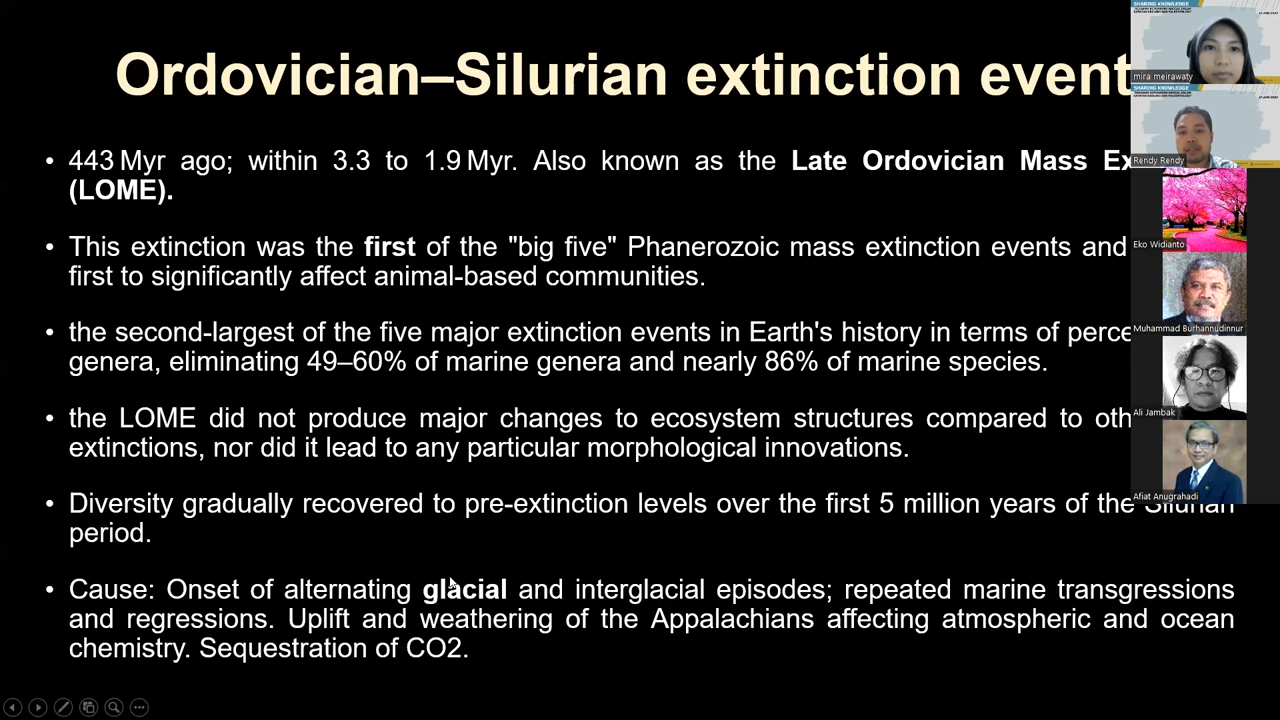 Ordovician–Silurian extinction event
• 443 Myr ago; within 3.3 to 1.9 Myr. Also known as the Late Ordovician Mass
(LOME).
• This extinction was the first of the "big five" Phanerozoic mass extinction events and
first to significantly affect animal-based communities.
• the second-largest of the five major extinction events in Earth's history in terms of
genera, eliminating 49–60% of marine genera and nearly 86% of marine species.
• the LOME did not produce major changes to ecosystem structures compared to
extinctions, nor did it lead to any particular morphological innovations.
• Diversity gradually recovered to pre-extinction levels over the first 5 million years of the Silurian
period.
• Cause: Onset of alternating glacial and interglacial episodes; repeated marine transgressions
and regressions. Uplift and weathering of the Appalachians affecting atmospheric and ocean
chemistry. Sequestration of CO2.
SHARING KNOWLEDGE
mira meirawaty
SHARING KNOWLEDGE
Rendy Rendy
Eko Widianto
Muhammad Burhannudinnur
Ali Jambak
Afiat Anugrahadi